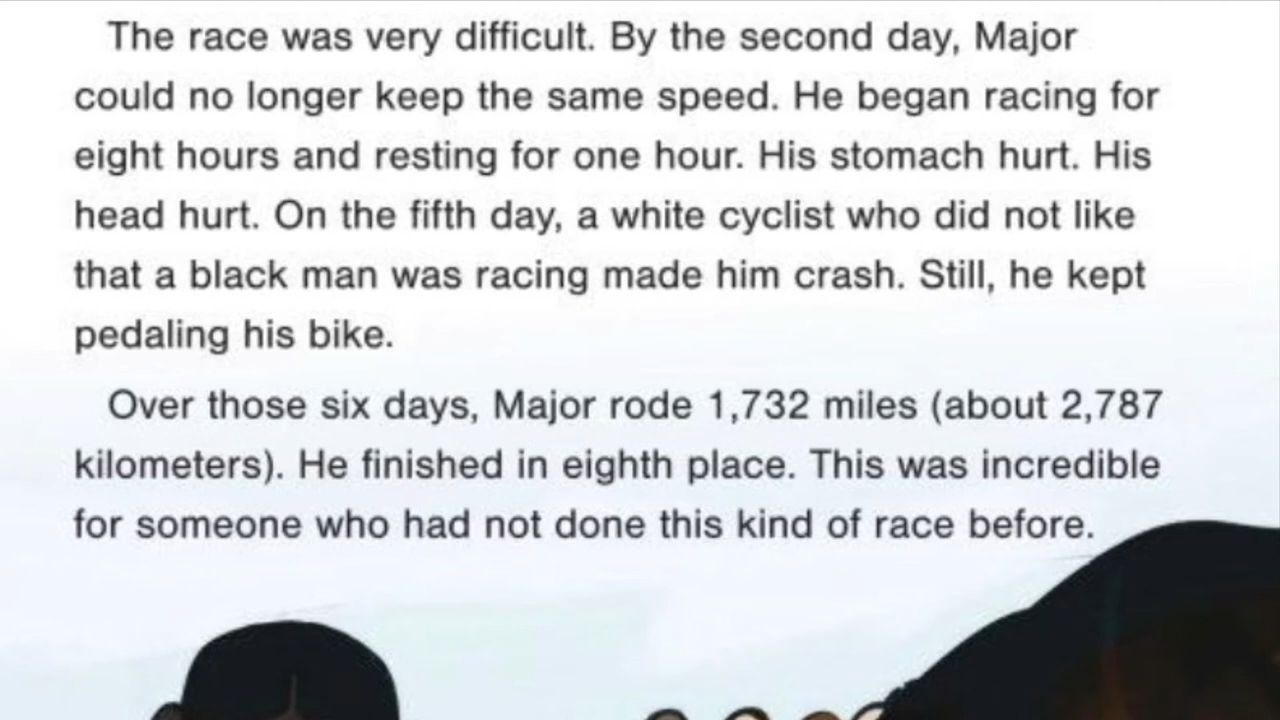 The race was very difficult. By the second day, Major
could no longer keep the same speed. He began racing for
eight hours and resting for one hour. His stomach hurt. His
head hurt. On the fifth day, a white cyclist who did not like
that a black man was racing made him crash. Still, he kept
pedaling his bike.
Over those six days, Major rode 1,732 miles (about 2,787
kilometers). He finished in eighth place. This was incredible
for someone who had not done this kind of race before.